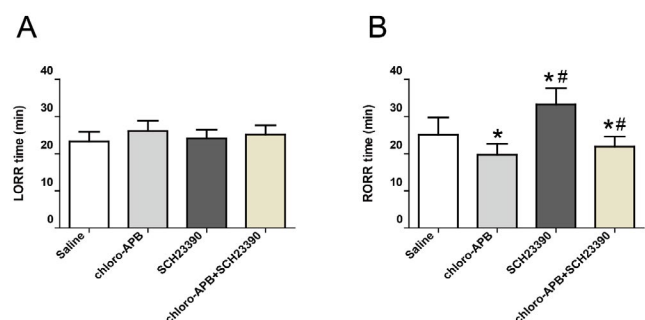 A
LORR time (min)
40
30
20
10
0
Saline
chloro-APB
SCH23390
chloro-APB+SCH23390
B
RORR time (min)
40
30
20
10
0
*
*#
*#
Saline
chloro-APB
SCH23390
chloro-APB+SCH23390